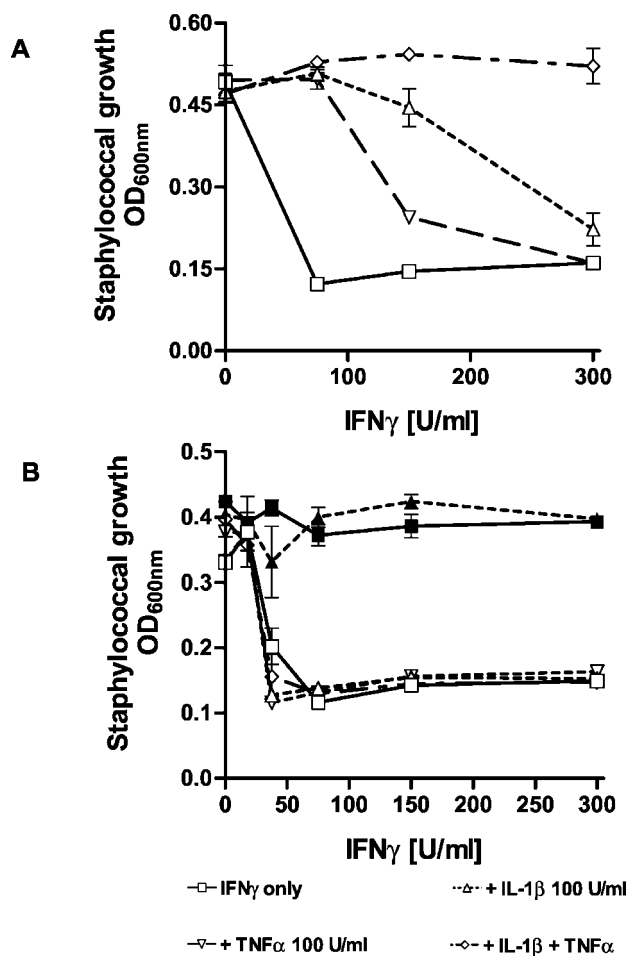 A
Staphylococcal growth
OD600nm
0.60
0.45
0.30
0.15
0.00
0 100 200 300
IFNγ [U/ml]
B
Staphylococcal growth
OD600nm
0.5
0.4
0.3
0.2
0.1
0.0
0 50 100 150 200 250 300
IFNγ [U/ml]
IFNγ only
+ IL-1β 100 U/ml
+ TNFα 100 U/ml
+ IL-1β + TNFα